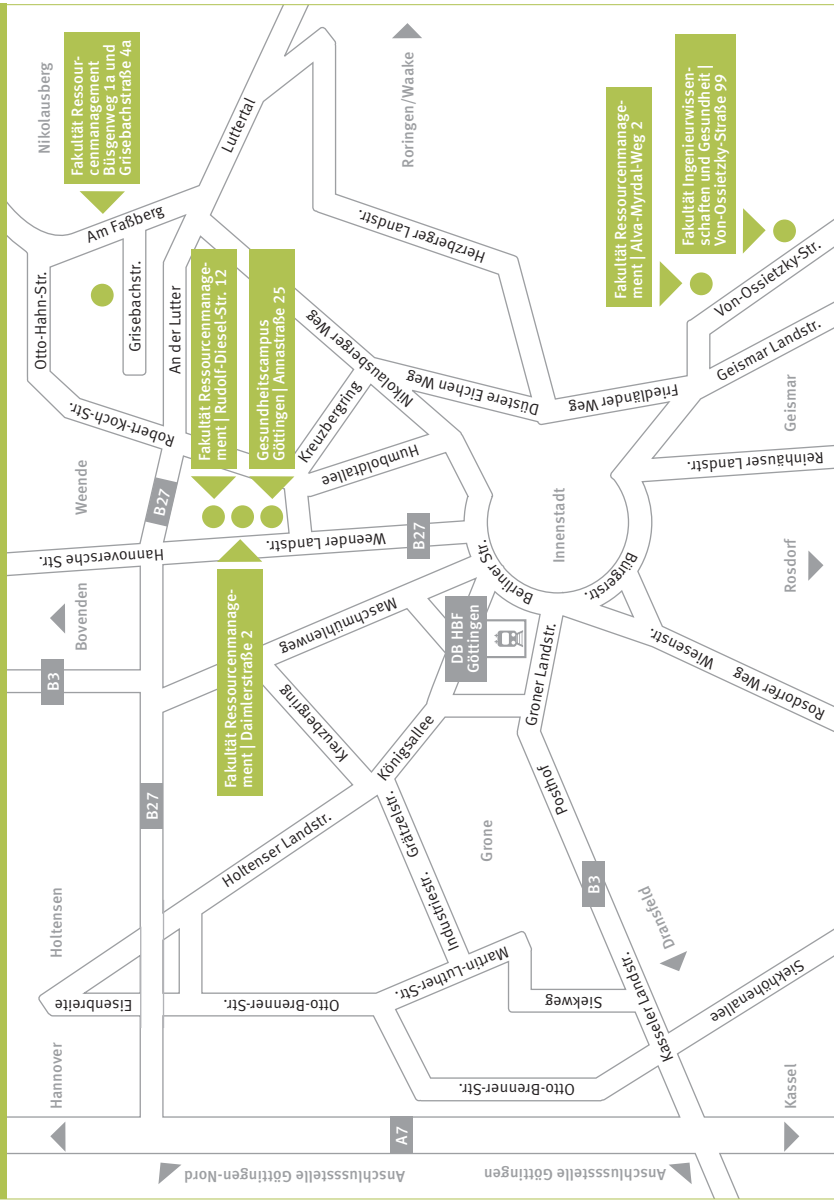 Nikolausberg
Fakultät Ressour-
cenmanagement
Büsgenweg 1a und
Grisebachstraße 4a
Roringen/Waake
Luttertal
Am Faßberg
Otto-Hahn-Str.
Grisebachstr.
An der Lutter
Robert-Koch-Str.
Weende
B27
Fakultät Ressourcenmanage-
ment | Rudolf-Diesel-Str. 12
Gesundheitscampus
Göttingen | Annastraße 25
Nikolausberger Weg
Kreuzbergring
Humboldtallee
Düstere Eichen Weg
Herzberger Landstr.
Friedländer Weg
Fakultät Ressourcenmanage-
ment | Alva-Myrdal-Weg 2
Fakultät Ingenieurwissen-
schaften und Gesundheit |
Von-Ossietzky-Straße 99
Von-Ossietzky-Str.
Geismar Landstr.
Geismar
Reinhäuser Landstr.
Hannoversche Str.
Weender Landstr.
B27
Innenstadt
Berliner Str.
Bürgerstr.
Rosdorf
Bovenden
B3
Fakultät Ressourcenmanage-
ment | Daimlerstraße 2
Maschmühlenweg
Kreuzbergring
DB HBF
Göttingen
Groner Landstr.
Wiesenstr.
Rosdorfer Weg
Königsallee
Posthof
B27
Holtenser Landstr.
Grätzelstr.
Industriestr.
Grone
B3
Dransfeld
Holtensen
Eisenbreite
Otto-Brenner-Str.
Martin-Luther-Str.
Siekweg
Kasseler Landstr.
Siekhöhenallee
Otto-Brenner-Str.
Hannover
A7
Kassel
Anschlussstelle Göttingen-Nord
Anschlussstelle Göttingen